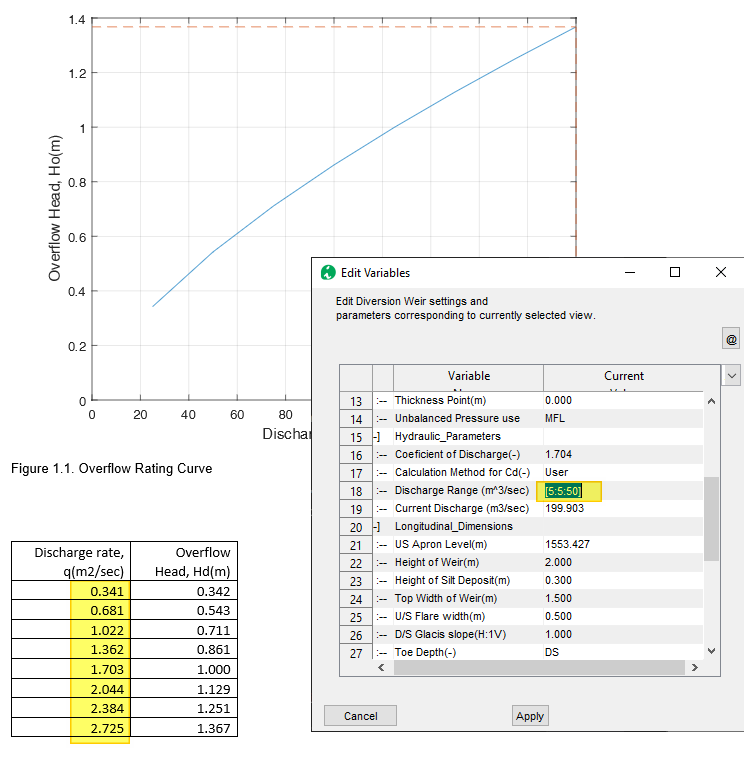 1.4
1.2
1
0.8
0.6
0.4
0.2
0
Overflow Head, Ho(m)
0 20 40 60 80
Figure 1.1. Overflow Rating Curve
Discharge rate, q(m2/sec) Overflow Head, Hd(m)
0.341 0.342
0.681 0.543
1.022 0.711
1.362 0.861
1.703 1.000
2.044 1.129
2.384 1.251
2.725 1.367
Edit Variables
Edit Diversion Weir settings and
parameters corresponding to currently selected view.
@
Variable Current
13 :-- Thickness Point(m) 0.000
14 :-- Unbalanced Pressure use MFL
15 -] Hydraulic_Parameters
16 :-- Coeficient of Discharge(-) 1.704
17 :-- Calculation Method for Cd(-) User
18 :-- Discharge Range (m^3/sec) [5:5:50]
19 :-- Current Discharge (m3/sec) 199.903
20 -] Longitudinal_Dimensions
21 :-- US Apron Level(m) 1553.427
22 :-- Height of Weir(m) 2.000
23 :-- Height of Silt Deposit(m) 0.300
24 :-- Top Width of Weir(m) 1.500
25 :-- U/S Flare width(m) 0.500
26 :-- D/S Glacis slope(H:1V) 1.000
27 :-- Toe Depth(-) DS
Cancel Apply